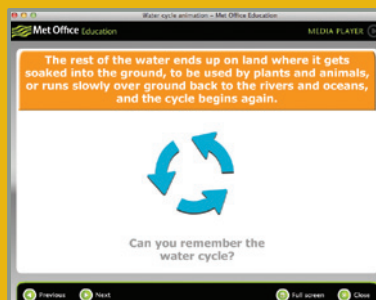 Water cycle animation – Met Office Education
Met Office Education
MEDIA PLAYER
The rest of the water ends up on land where it gets
soaked into the ground, to be used by plants and animals,
or runs slowly over ground back to the rivers and oceans,
and the cycle begins again.
Can you remember the
water cycle?
Previous
Next
Full screen
Close